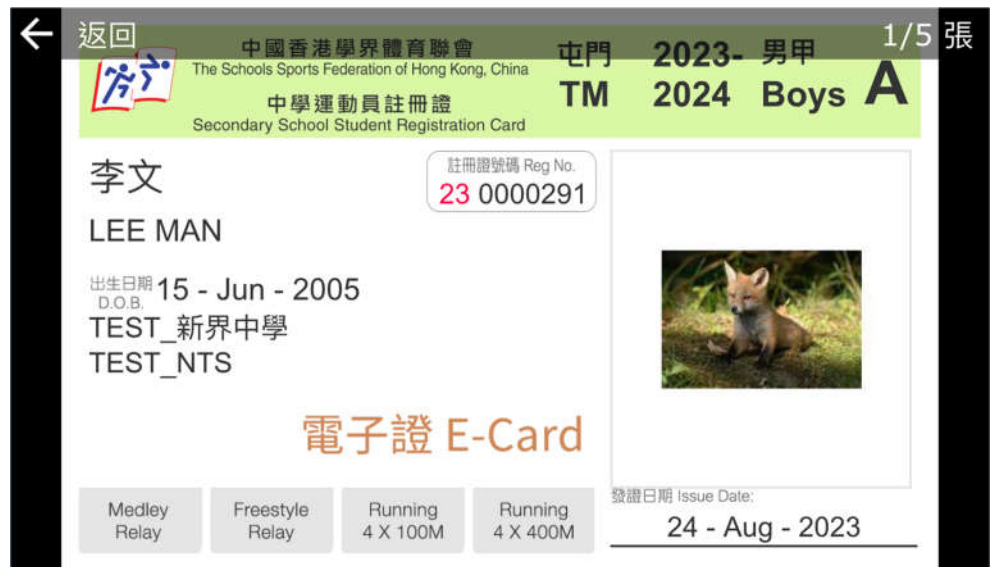 ← 返回
1/5 張
中國香港學界體育聯會
The Schools Sports Federation of Hong Kong, China
中學運動員註冊證
Secondary School Student Registration Card
屯門
TM
2023-
2024
男甲
Boys
A
李文
註冊證號碼 Reg No.
23 0000291
LEE MAN
出生日期
D.O.B.
15 - Jun - 2005
TEST_新界中學
TEST_NTS
電子證 E-Card
Medley
Relay
Freestyle
Relay
Running
4 X 100M
Running
4 X 400M
發證日期 Issue Date:
24 - Aug - 2023